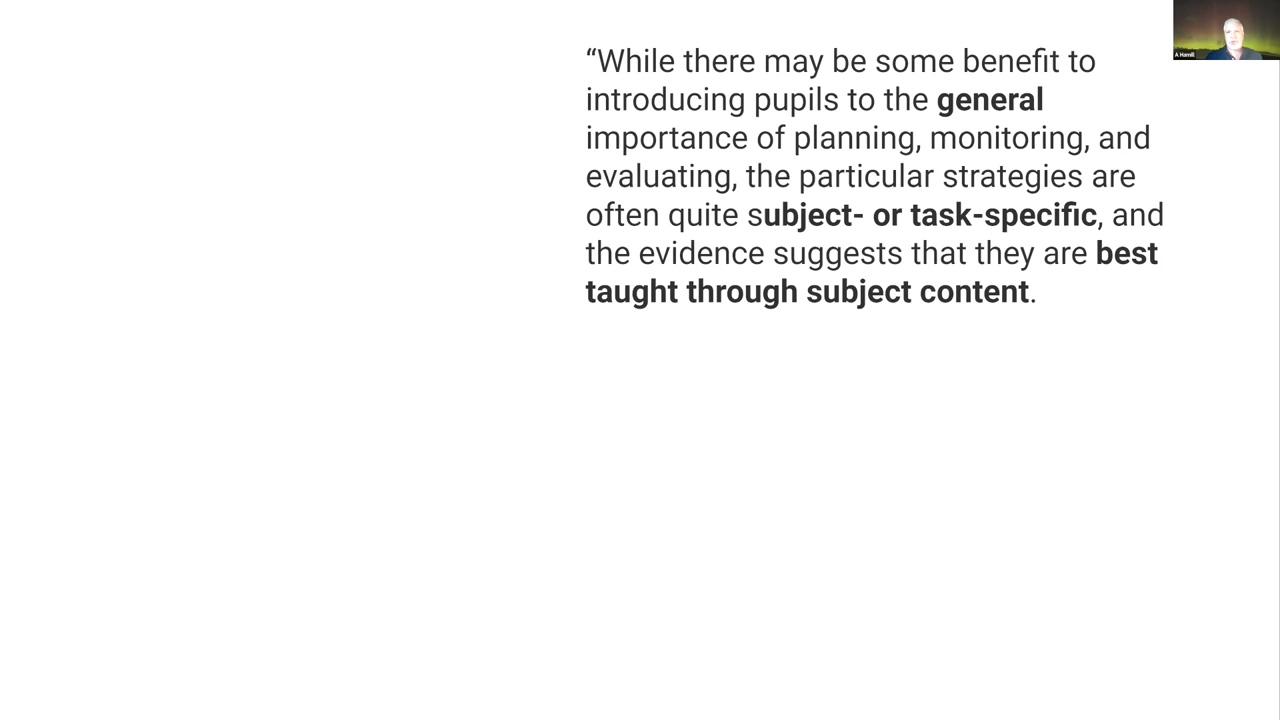 “While there may be some benefit to
introducing pupils to the general
importance of planning, monitoring, and
evaluating, the particular strategies are
often quite subject- or task-specific, and
the evidence suggests that they are best
taught through subject content.
A Hamill